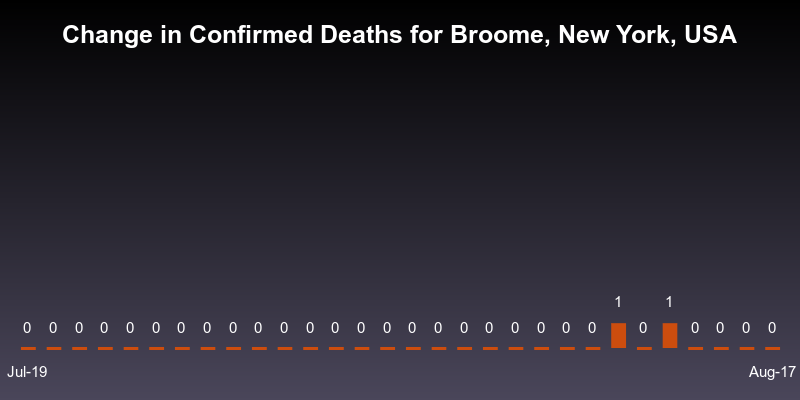 Change in Confirmed Deaths for Broome, New York, USA
1 1
0 0 0 0 0 0 0 0 0 0 0 0 0 0 0 0 0 0 0 0 0 0 0 0 0 0 0 0
Jul-19 Aug-17